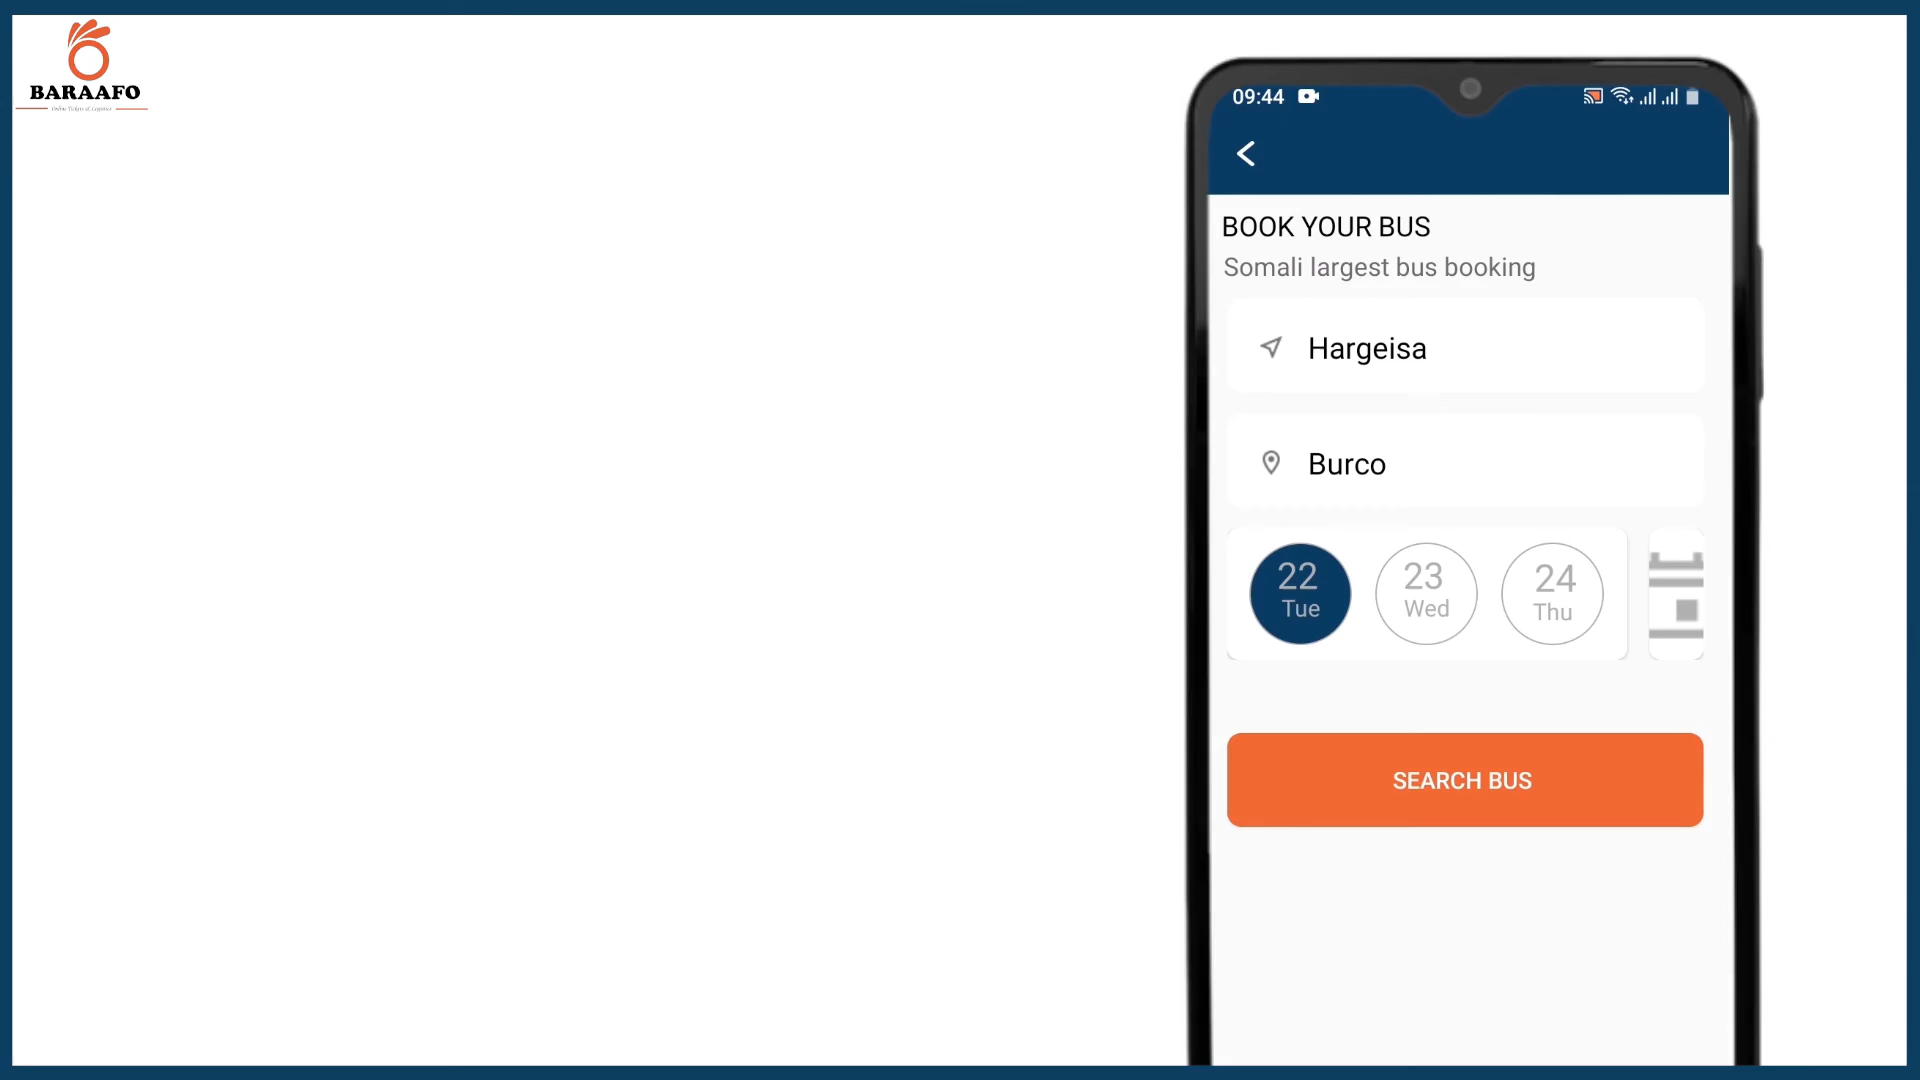 BARAAFO
Online Tickets & Logistics
09:44
BOOK YOUR BUS
Somali largest bus booking
Hargeisa
Burco
22 23 24
Tue Wed Thu
SEARCH BUS